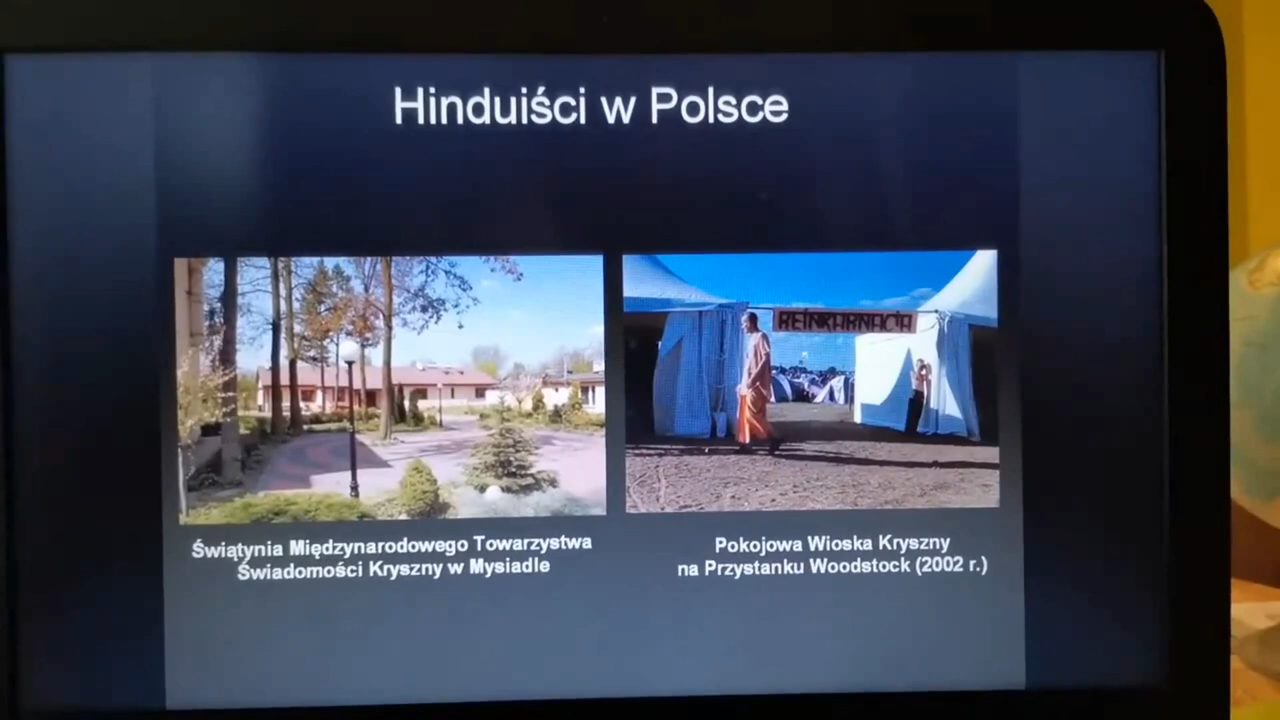 Hinduiści w Polsce
REINKARNACJA
Świątynia Międzynarodowego Towarzystwa
Świadomości Kryszny w Mysiadle
Pokojowa Wioska Kryszny
na Przystanku Woodstock (2002 r.)